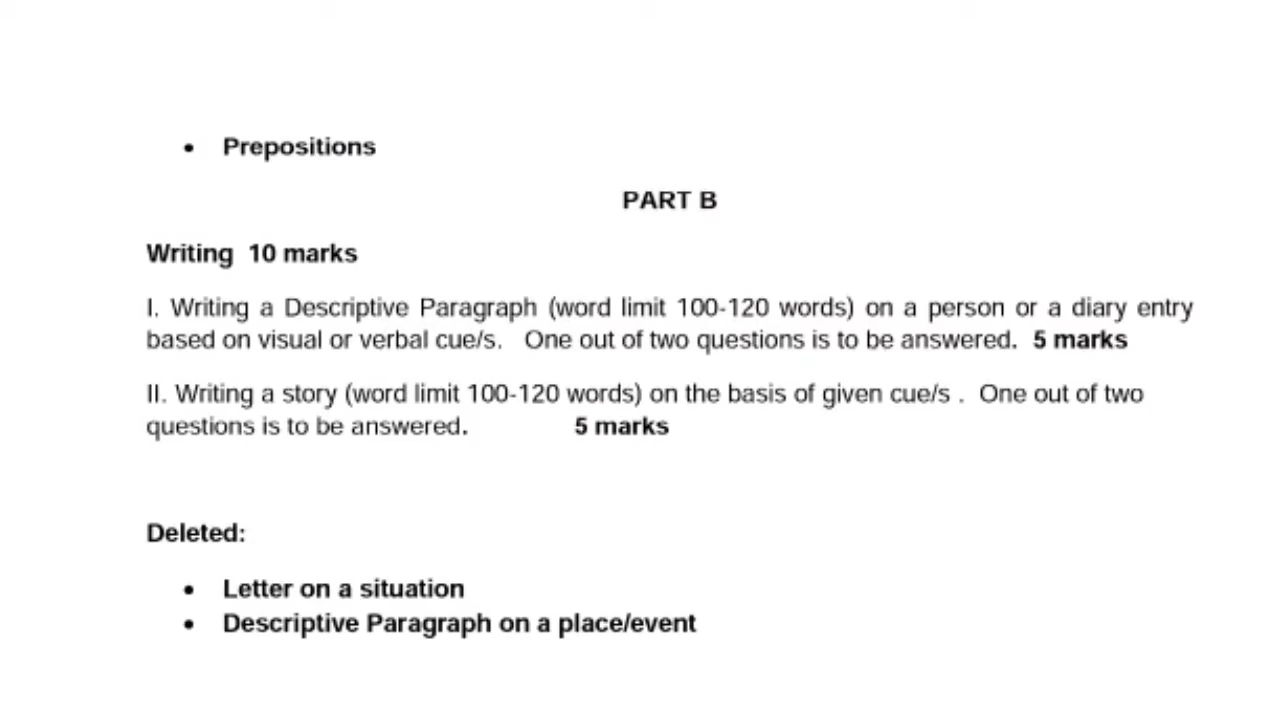 • Prepositions
PART B
Writing 10 marks
I. Writing a Descriptive Paragraph (word limit 100-120 words) on a person or a diary entry
based on visual or verbal cue/s. One out of two questions is to be answered. 5 marks
II. Writing a story (word limit 100-120 words) on the basis of given cue/s . One out of two
questions is to be answered. 5 marks
Deleted:
• Letter on a situation
• Descriptive Paragraph on a place/event